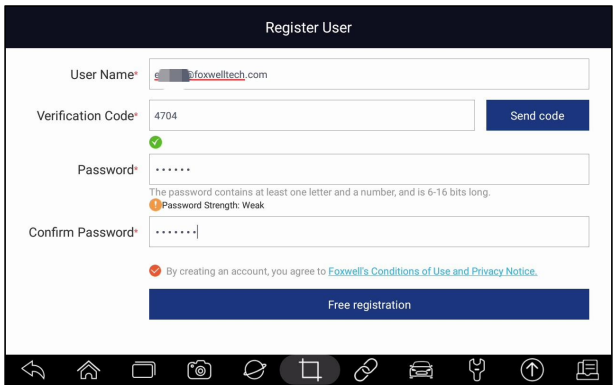 Register User
User Name*
e @foxwelltech.com
Verification Code* 4704 Send code
Password* ••••••
The password contains at least one letter and a number, and is 6-16 bits long.
Password Strength: Weak
Confirm Password* •••••••
By creating an account, you agree to Foxwell's Conditions of Use and Privacy Notice.
Free registration